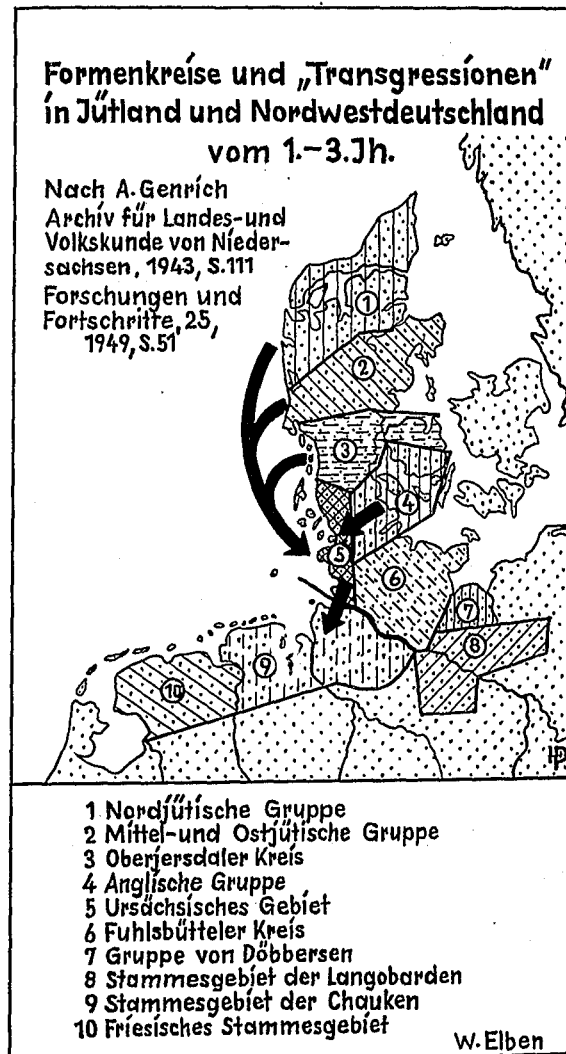 Formenkreise und „Transgressionen"
in Jütland und Nordwestdeutschland
vom 1.–3. Jh.
Nach A. Genrich
Archiv für Landes- und
Volkskunde von Nieder-
sachsen, 1943, S. 111
Forschungen und
Fortschritte, 25,
1949, S. 51
1
2
3
4
5
6
7
8
9
10
HP
1 Nordjütische Gruppe
2 Mittel- und Ostjütische Gruppe
3 Oberjersdaler Kreis
4 Anglische Gruppe
5 Ursächsisches Gebiet
6 Fuhlsbütteler Kreis
7 Gruppe von Döbbersen
8 Stammesgebiet der Langobarden
9 Stammesgebiet der Chauken
10 Friesisches Stammesgebiet
W. Elben